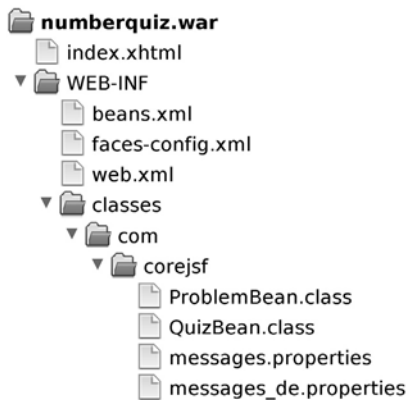 numberquiz.war
index.xhtml
WEB-INF
beans.xml
faces-config.xml
web.xml
classes
com
corejsf
ProblemBean.class
QuizBean.class
messages.properties
messages_de.properties